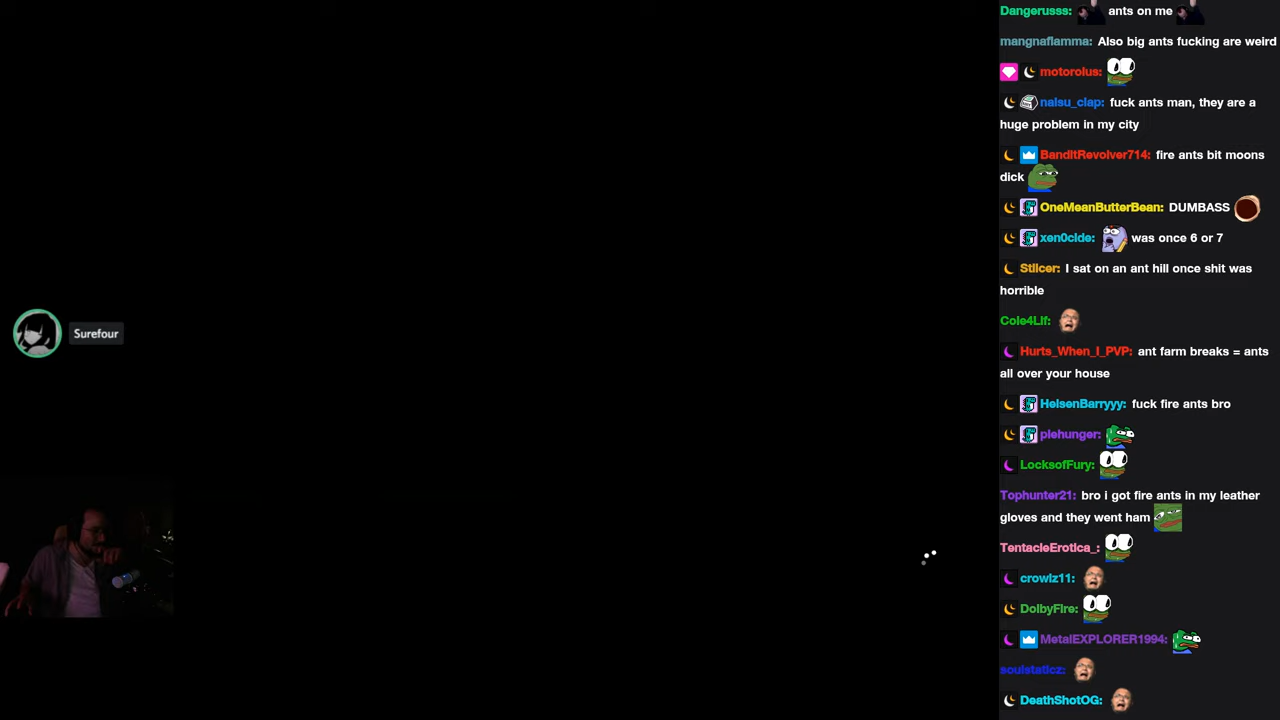 Dangerusss: ants on me
mangnaflamma: Also big ants fucking are weird
motorolus:
naisu_clap: fuck ants man, they are a
huge problem in my city
BanditRevolver714: fire ants bit moons
dick
OneMeanButterBean: DUMBASS
xen0cide: was once 6 or 7
Stilcer: I sat on an ant hill once shit was
horrible
Surefour
Cole4Lif:
Hurts_When_I_PVP: ant farm breaks = ants
all over your house
HeisenBarryyy: fuck fire ants bro
piehunger:
LocksofFury:
Tophunter21: bro i got fire ants in my leather
gloves and they went ham
TentacleErotica_:
crowiz11:
DolbyFire:
MetalEXPLORER1994:
soulstaticz:
DeathShotOG: